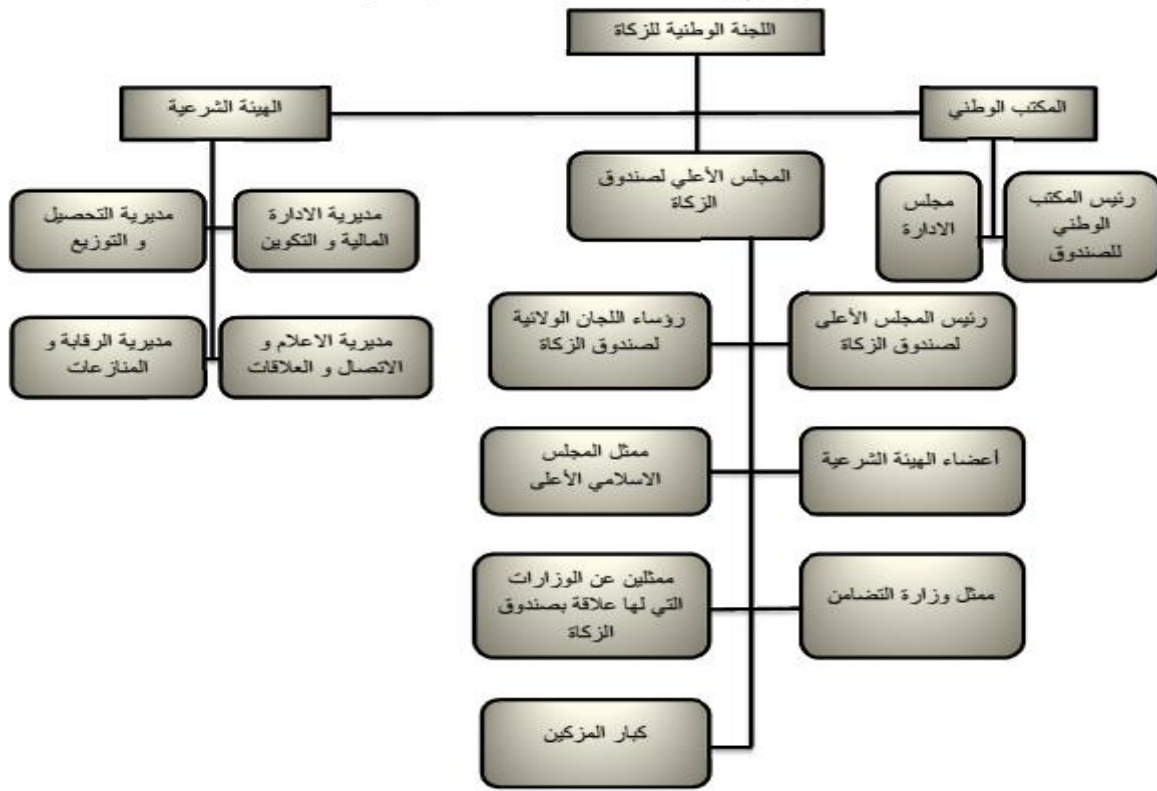 اللجنة الوطنية للزكاة
المكتب الوطني
الهيئة الشرعية
المجلس الأعلي لصندوق
الزكاة
رئيس المكتب
الوطني
للصندوق
مجلس
الادارة
مديرية الادارة
المالية و التكوين
مديرية التحصيل
و التوزيع
مديرية الاعلام و
الاتصال و العلاقات
مديرية الرقابة و
المنازعات
رئيس المجلس الأعلى
لصندوق الزكاة
رؤساء اللجان الولائية
لصندوق الزكاة
أعضاء الهيئة الشرعية
ممثل المجلس
الاسلامي الأعلى
ممثل وزارة التضامن
ممثلين عن الوزارات
التي لها علاقة بصندوق
الزكاة
كبار المزكين